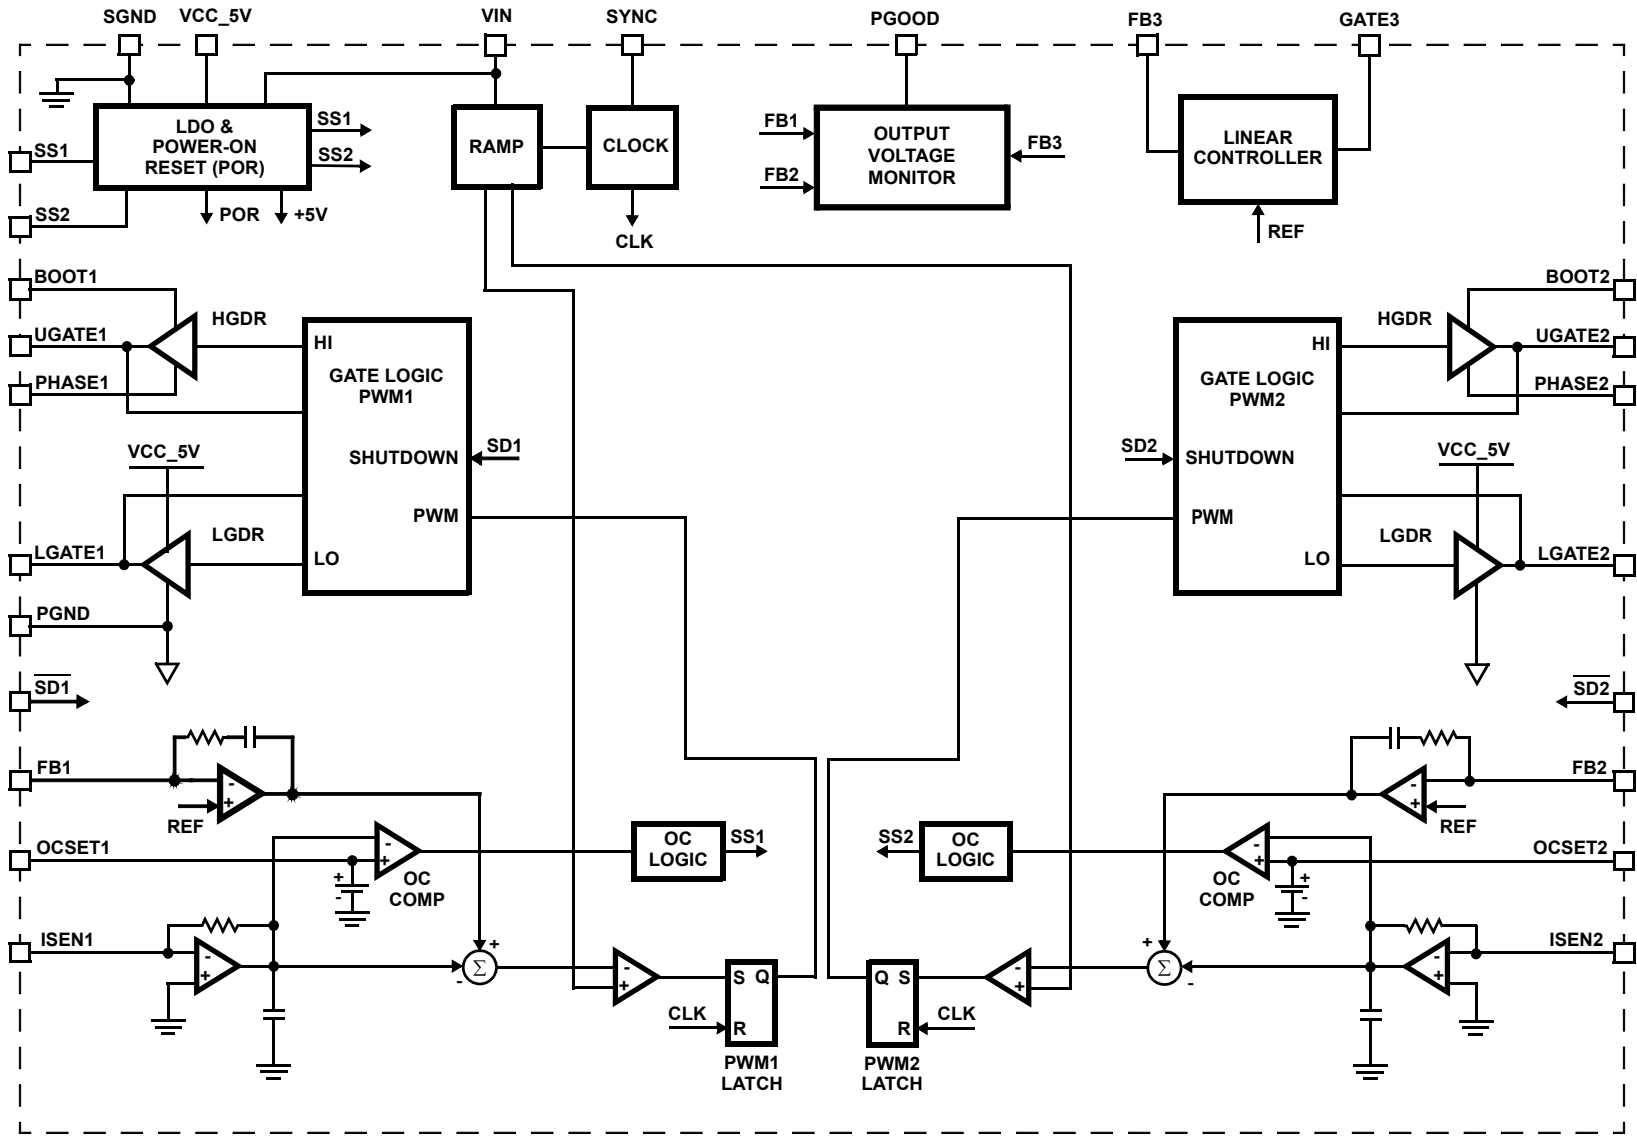 SGND
VCC_5V
VIN
SYNC
PGOOD
FB3
GATE3
SS1
LDO &
POWER-ON
RESET (POR)
SS1
SS2
SS2
POR
+5V
RAMP
CLOCK
CLK
FB1
FB2
OUTPUT
VOLTAGE
MONITOR
FB3
LINEAR
CONTROLLER
REF
BOOT1
UGATE1
PHASE1
HGDR
VCC_5V
LGDR
LGATE1
PGND
HI
GATE LOGIC
PWM1
SHUTDOWN
PWM
LO
SD1
SD2
HI
GATE LOGIC
PWM2
SHUTDOWN
PWM
LO
HGDR
VCC_5V
LGDR
BOOT2
UGATE2
PHASE2
LGATE2
SD1
SD2
FB1
-
+
REF
OCSET1
-
+
+
-
OC
COMP
ISEN1
-
+
+
Σ
-
-
+
OC
LOGIC
SS1
S Q
R
CLK
PWM1
LATCH
SS2
OC
LOGIC
Q S
R
CLK
PWM2
LATCH
-
+
+
Σ
-
FB2
-
+
REF
OCSET2
-
+
+
-
OC
COMP
ISEN2
-
+